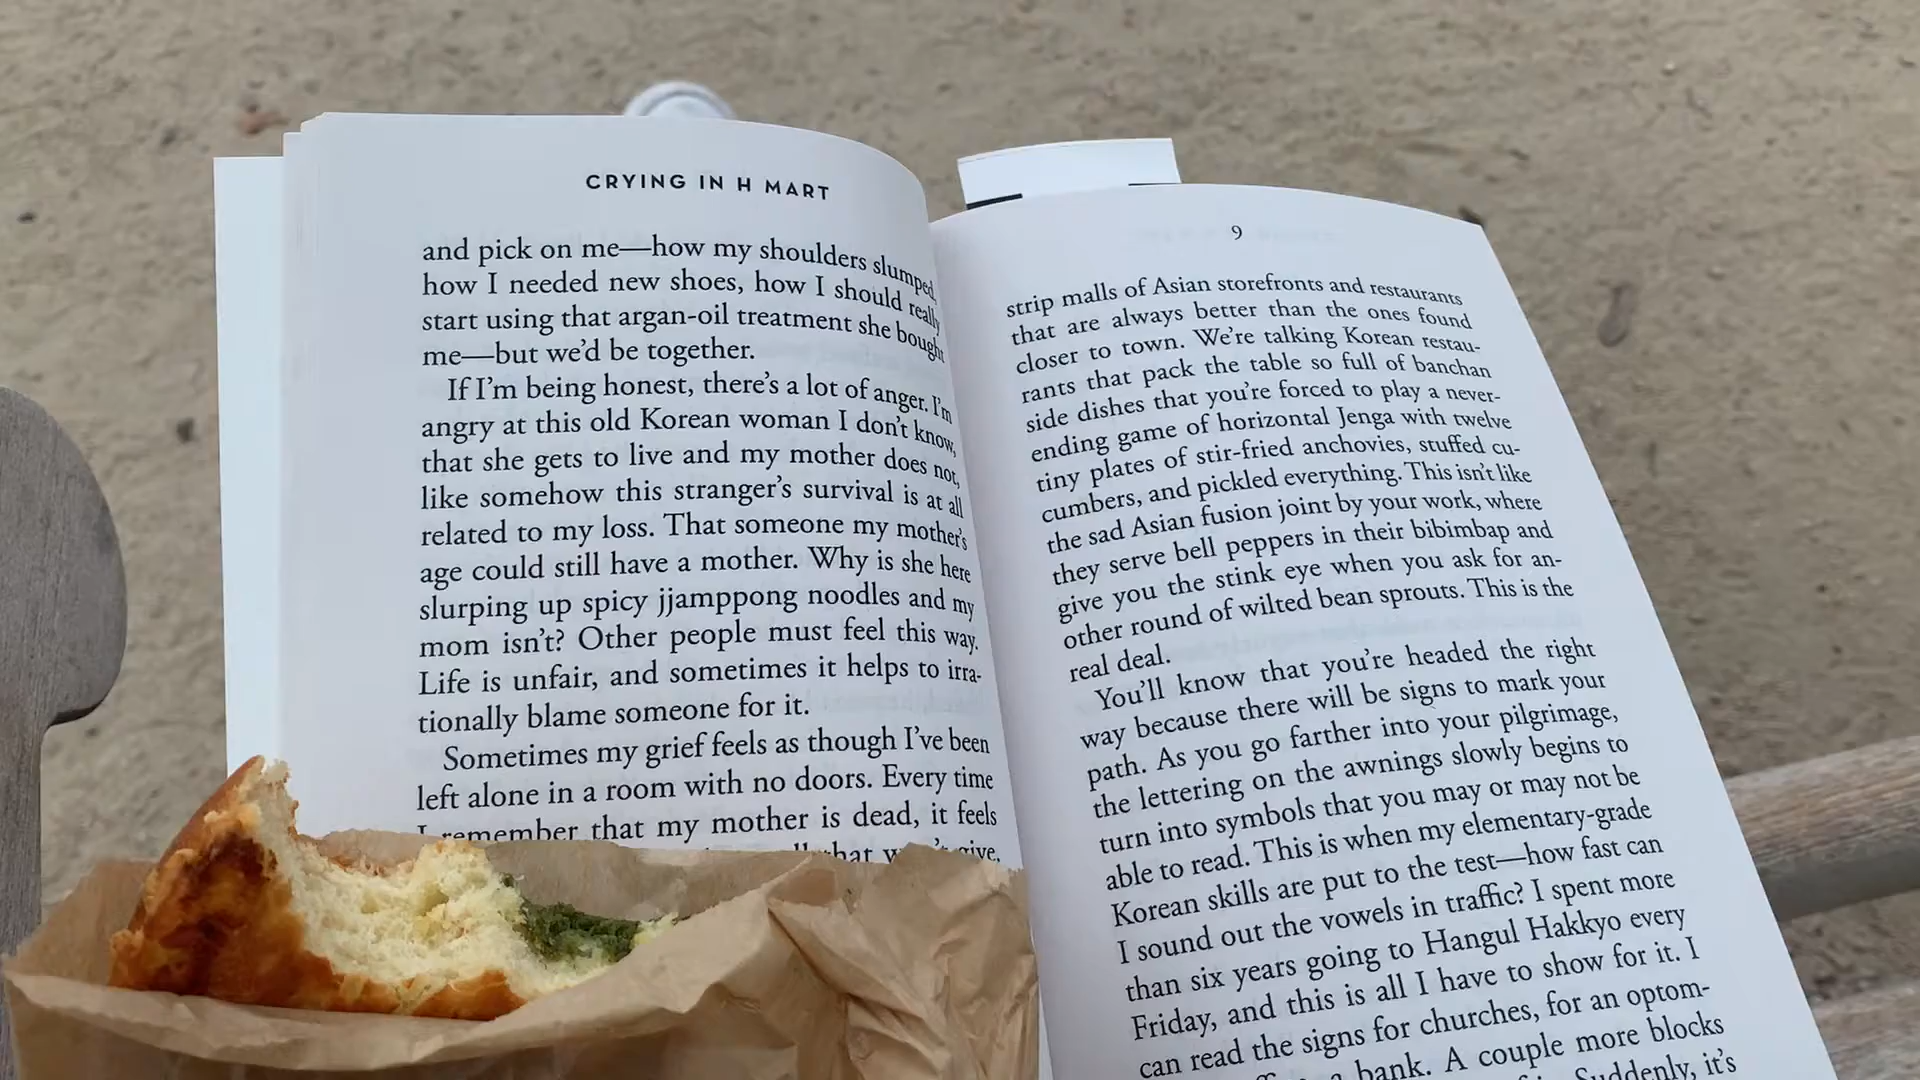 CRYING IN H MART
and pick on me—how my shoulders slumped,
how I needed new shoes, how I should really
start using that argan-oil treatment she bought
me—but we’d be together.
If I’m being honest, there’s a lot of anger. I’m
angry at this old Korean woman I don’t know,
that she gets to live and my mother does not,
like somehow this stranger’s survival is at all
related to my loss. That someone my mother’s
age could still have a mother. Why is she here
slurping up spicy jjamppong noodles and my
mom isn’t? Other people must feel this way.
Life is unfair, and sometimes it helps to irra-
tionally blame someone for it.
Sometimes my grief feels as though I’ve been
left alone in a room with no doors. Every time
I remember that my mother is dead, it feels
that
9
strip malls of Asian storefronts and restaurants
that are always better than the ones found
closer to town. We’re talking Korean restau-
rants that pack the table so full of banchan
side dishes that you’re forced to play a never-
ending game of horizontal Jenga with twelve
tiny plates of stir-fried anchovies, stuffed cu-
cumbers, and pickled everything. This isn’t like
the sad Asian fusion joint by your work, where
they serve bell peppers in their bibimbap and
give you the stink eye when you ask for an-
other round of wilted bean sprouts. This is the
real deal.
You’ll know that you’re headed the right
way because there will be signs to mark your
path. As you go farther into your pilgrimage,
the lettering on the awnings slowly begins to
turn into symbols that you may or may not be
able to read. This is when my elementary-grade
Korean skills are put to the test—how fast can
I sound out the vowels in traffic? I spent more
than six years going to Hangul Hakkyo every
Friday, and this is all I have to show for it. I
can read the signs for churches, for an optom-
a bank. A couple more blocks
Suddenly, it’s